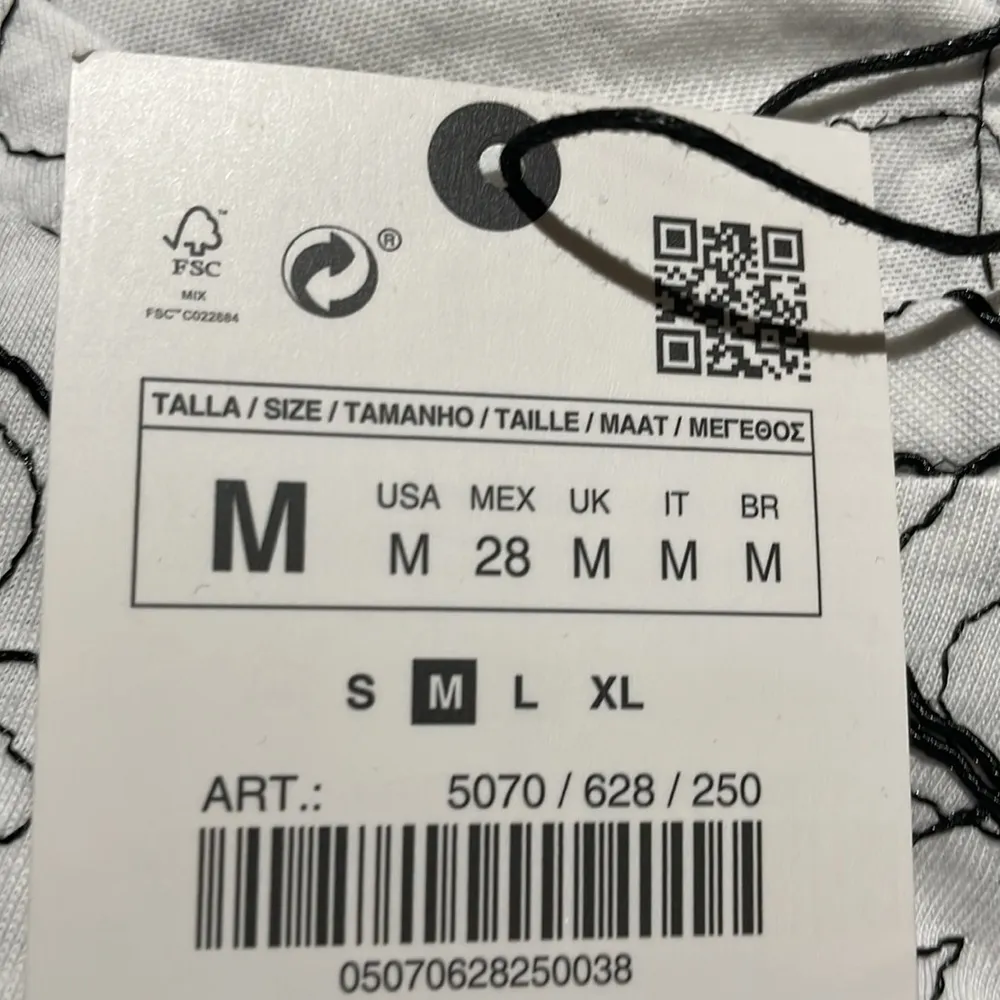 FSC™
MIX
FSC™ C022884
®
TALLA / SIZE / TAMANHO / TAILLE / MAAT / ΜΕΓΕΘΟΣ
M
USA MEX UK IT BR
M 28 M M M
S M L XL
ART.: 5070 / 628 / 250
05070628250038